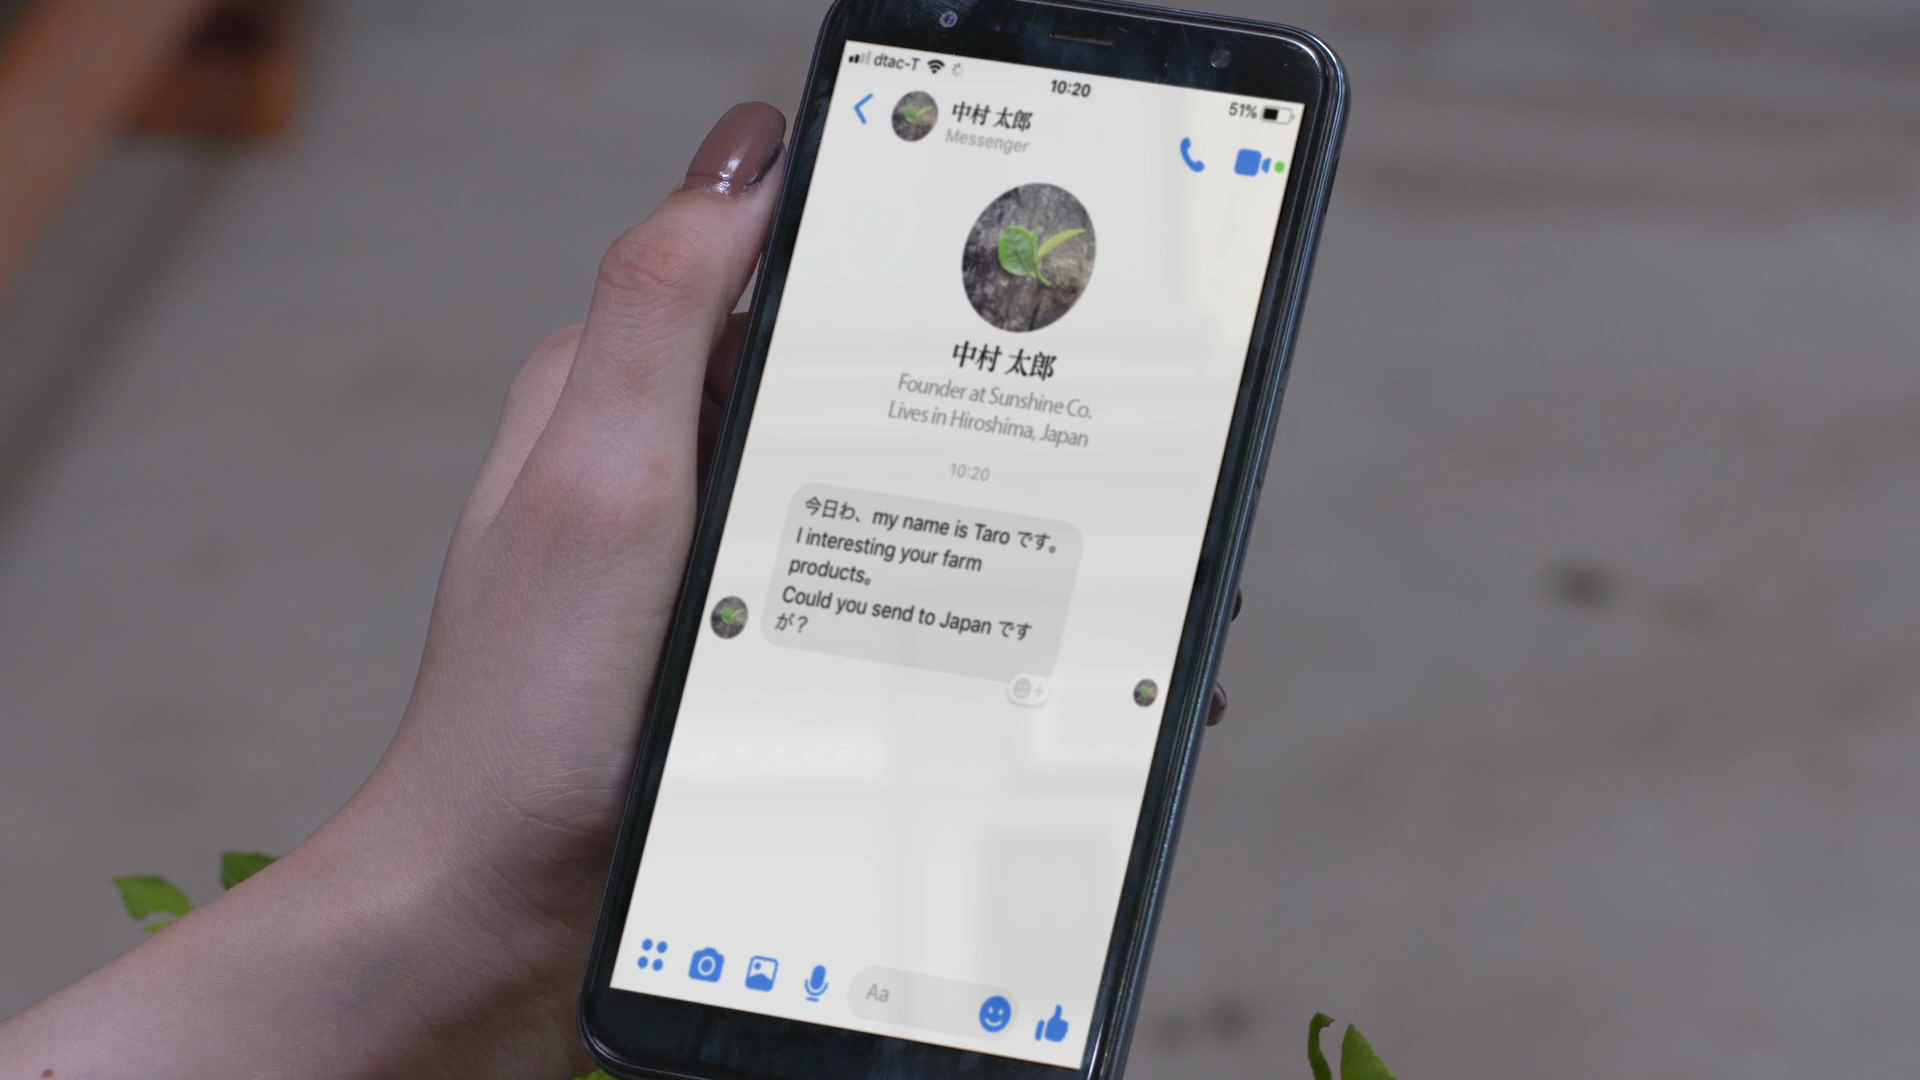 dtac-T
10:20
51%
中村 太郎
Messenger
中村 太郎
Founder at Sunshine Co.
Lives in Hiroshima, Japan
10:20
今日わ、my name is Taro です。
I interesting your farm
products。
Could you send to Japan です
が？
Aa